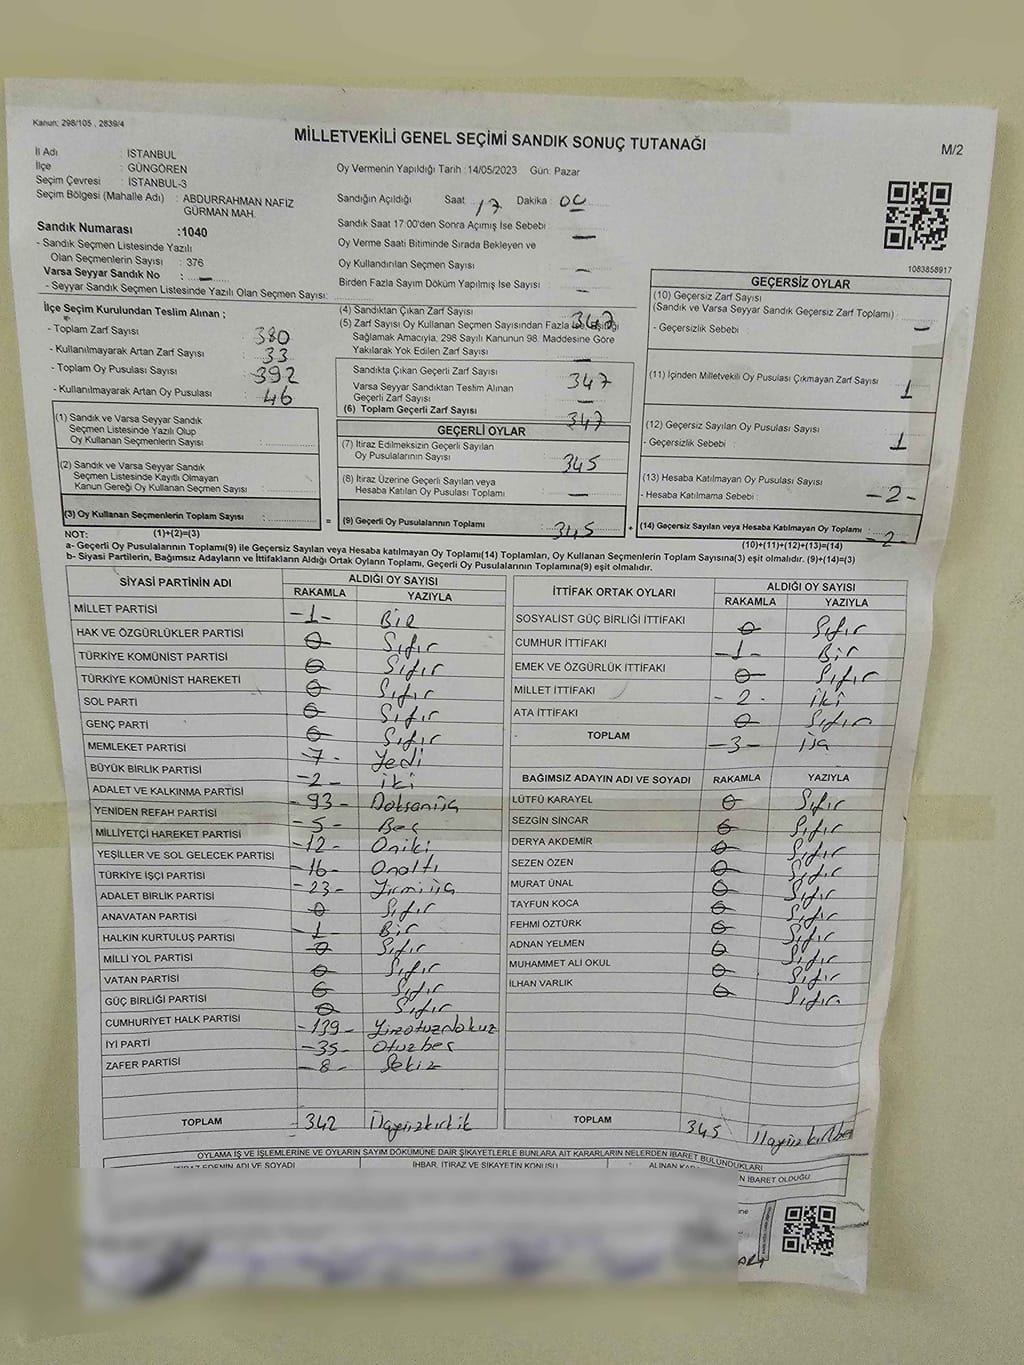 Kanun: 298/105 , 2839/4
MİLLETVEKİLİ GENEL SEÇİMİ SANDIK SONUÇ TUTANAĞI
M/2
İl Adı : İSTANBUL
İlçe : GÜNGÖREN
Seçim Çevresi : İSTANBUL-3
Seçim Bölgesi (Mahalle Adı) : ABDURRAHMAN NAFIZ
GÜRMAN MAH.
Sandık Numarası :1040
- Sandık Seçmen Listesinde Yazılı
Olan Seçmenlerin Sayısı : 376
Varsa Seyyar Sandık No : —
- Seyyar Sandık Seçmen Listesinde Yazılı Olan Seçmen Sayısı:
Oy Vermenin Yapıldığı Tarih : 14/05/2023 Gün: Pazar
Sandığın Açıldığı Saat 17 Dakika : 00
Sandık Saat 17:00'den Sonra Açımış İse Sebebi : —
Oy Verme Saati Bitiminde Sırada Bekleyen ve
Oy Kullandırılan Seçmen Sayısı —
Birden Fazla Sayım Döküm Yapılmış İse Sayısı : —
1083858917
İlçe Seçim Kurulundan Teslim Alınan ;
- Toplam Zarf Sayısı 380
- Kullanılmayarak Artan Zarf Sayısı : 33
- Toplam Oy Pusulası Sayısı : 392
- Kullanılmayarak Artan Oy Pusulası : 46
(4) Sandıktan Çıkan Zarf Sayısı : 347
(5) Zarf Sayısı Oy Kullanan Seçmen Sayısından Fazla ise, Eşitliği
Sağlamak Amacıyla, 298 Sayılı Kanunun 98. Maddesine Göre
Yakılarak Yok Edilen Zarf Sayısı : —
Sandıkta Çıkan Geçerli Zarf Sayısı : 347
Varsa Seyyar Sandıktan Teslim Alınan
Geçerli Zarf Sayısı : —
(6) Toplam Geçerli Zarf Sayısı : 347
GEÇERSİZ OYLAR
(10) Geçersiz Zarf Sayısı
(Sandık ve Varsa Seyyar Sandık Geçersiz Zarf Toplamı) :
- Geçersizlik Sebebi : —
(11) İçinden Milletvekili Oy Pusulası Çıkmayan Zarf Sayısı : 1
(12) Geçersiz Sayılan Oy Pusulası Sayısı
- Geçersizlik Sebebi : 1
(13) Hesaba Katılmayan Oy Pusulası Sayısı
- Hesaba Katılmama Sebebi : -2-
(14) Geçersiz Sayılan veya Hesaba Katılmayan Oy Toplamı : -2-
(10)+(11)+(12)+(13)=(14)
(1) Sandık ve Varsa Seyyar Sandık
Seçmen Listesinde Yazılı Olup
Oy Kullanan Seçmenlerin Sayısı :
(2) Sandık ve Varsa Seyyar Sandık
Seçmen Listesinde Kayıtlı Olmayan
Kanun Gereği Oy Kullanan Seçmen Sayısı :
(3) Oy Kullanan Seçmenlerin Toplam Sayısı :
(1)+(2)=(3)
=
GEÇERLİ OYLAR
(7) İtiraz Edilmeksizin Geçerli Sayılan
Oy Pusulalarının Sayısı : 345
(8) İtiraz Üzerine Geçerli Sayılan veya
Hesaba Katılan Oy Pusulası Toplamı : —
(9) Geçerli Oy Pusulalarının Toplamı : 345
+
NOT:
a- Geçerli Oy Pusulalarının Toplamı(9) ile Geçersiz Sayılan veya Hesaba katılmayan Oy Toplamı(14) Toplamları, Oy Kullanan Seçmenlerin Toplam Sayısına(3) eşit olmalıdır. (9)+(14)=(3)
b- Siyasi Partilerin, Bağımsız Adayların ve İttifakların Aldığı Ortak Oyların Toplamı, Geçerli Oy Pusulalarının Toplamına(9) eşit olmalıdır.
SİYASİ PARTİNİN ADI ALDIĞI OY SAYISI
RAKAMLA YAZIYLA
MİLLET PARTİSİ -1- Bir
HAK VE ÖZGÜRLÜKLER PARTİSİ 0 Sıfır
TÜRKİYE KOMÜNİST PARTİSİ 0 Sıfır
TÜRKİYE KOMÜNİST HAREKETİ 0 Sıfır
SOL PARTİ 0 Sıfır
GENÇ PARTİ 0 Sıfır
MEMLEKET PARTİSİ -7- Yedi
BÜYÜK BİRLİK PARTİSİ -2- iki
ADALET VE KALKINMA PARTİSİ -93- Doksanüç
YENİDEN REFAH PARTİSİ -5- Beş
MİLLİYETÇİ HAREKET PARTİSİ -12- Oniki
YEŞİLLER VE SOL GELECEK PARTİSİ -16- Onaltı
TÜRKİYE İŞÇİ PARTİSİ -23- Yirmiüç
ADALET BİRLİK PARTİSİ 0 Sıfır
ANAVATAN PARTİSİ -1- Bir
HALKIN KURTULUŞ PARTİSİ 0 Sıfır
MİLLİ YOL PARTİSİ 0 Sıfır
VATAN PARTİSİ 0 Sıfır
GÜÇ BİRLİĞİ PARTİSİ 0 Sıfır
CUMHURİYET HALK PARTİSİ -139- Yüzotuzdokuz
İYİ PARTİ -35- Otuzbeş
ZAFER PARTİSİ -8- Sekiz
TOPLAM -342 Üçyüzkırkik
İTTİFAK ORTAK OYLARI ALDIĞI OY SAYISI
RAKAMLA YAZIYLA
SOSYALİST GÜÇ BİRLİĞİ İTTİFAKI 0 Sıfır
CUMHUR İTTİFAKI -1- Bir
EMEK VE ÖZGÜRLÜK İTTİFAKI 0 Sıfır
MİLLET İTTİFAKI -2- iki
ATA İTTİFAKI 0 Sıfır
TOPLAM -3- üç
BAĞIMSIZ ADAYIN ADI VE SOYADI RAKAMLA YAZIYLA
LÜTFÜ KARAYEL 0 Sıfır
SEZGİN SİNCAR 0 Sıfır
DERYA AKDEMİR 0 Sıfır
SEZEN ÖZEN 0 Sıfır
MURAT ÜNAL 0 Sıfır
TAYFUN KOCA 0 Sıfır
FEHMİ ÖZTÜRK 0 Sıfır
ADNAN YELMEN 0 Sıfır
MUHAMMET ALİ OKUL 0 Sıfır
İLHAN VARLIK 0 Sıfır
TOPLAM 345 Üçyüzkırkbeş
OYLAMA İŞ VE İŞLEMLERİNE VE OYLARIN SAYIM DÖKÜMÜNE DAİR ŞİKAYETLERLE BUNLARA AİT KARARLARIN NELERDEN İBARET BULUNDUKLARI
İTİRAZ EDENİN ADI VE SOYADI İHBAR, İTİRAZ VE ŞİKAYETİN KONUSU ALINAN
N İBARET OLDUĞU